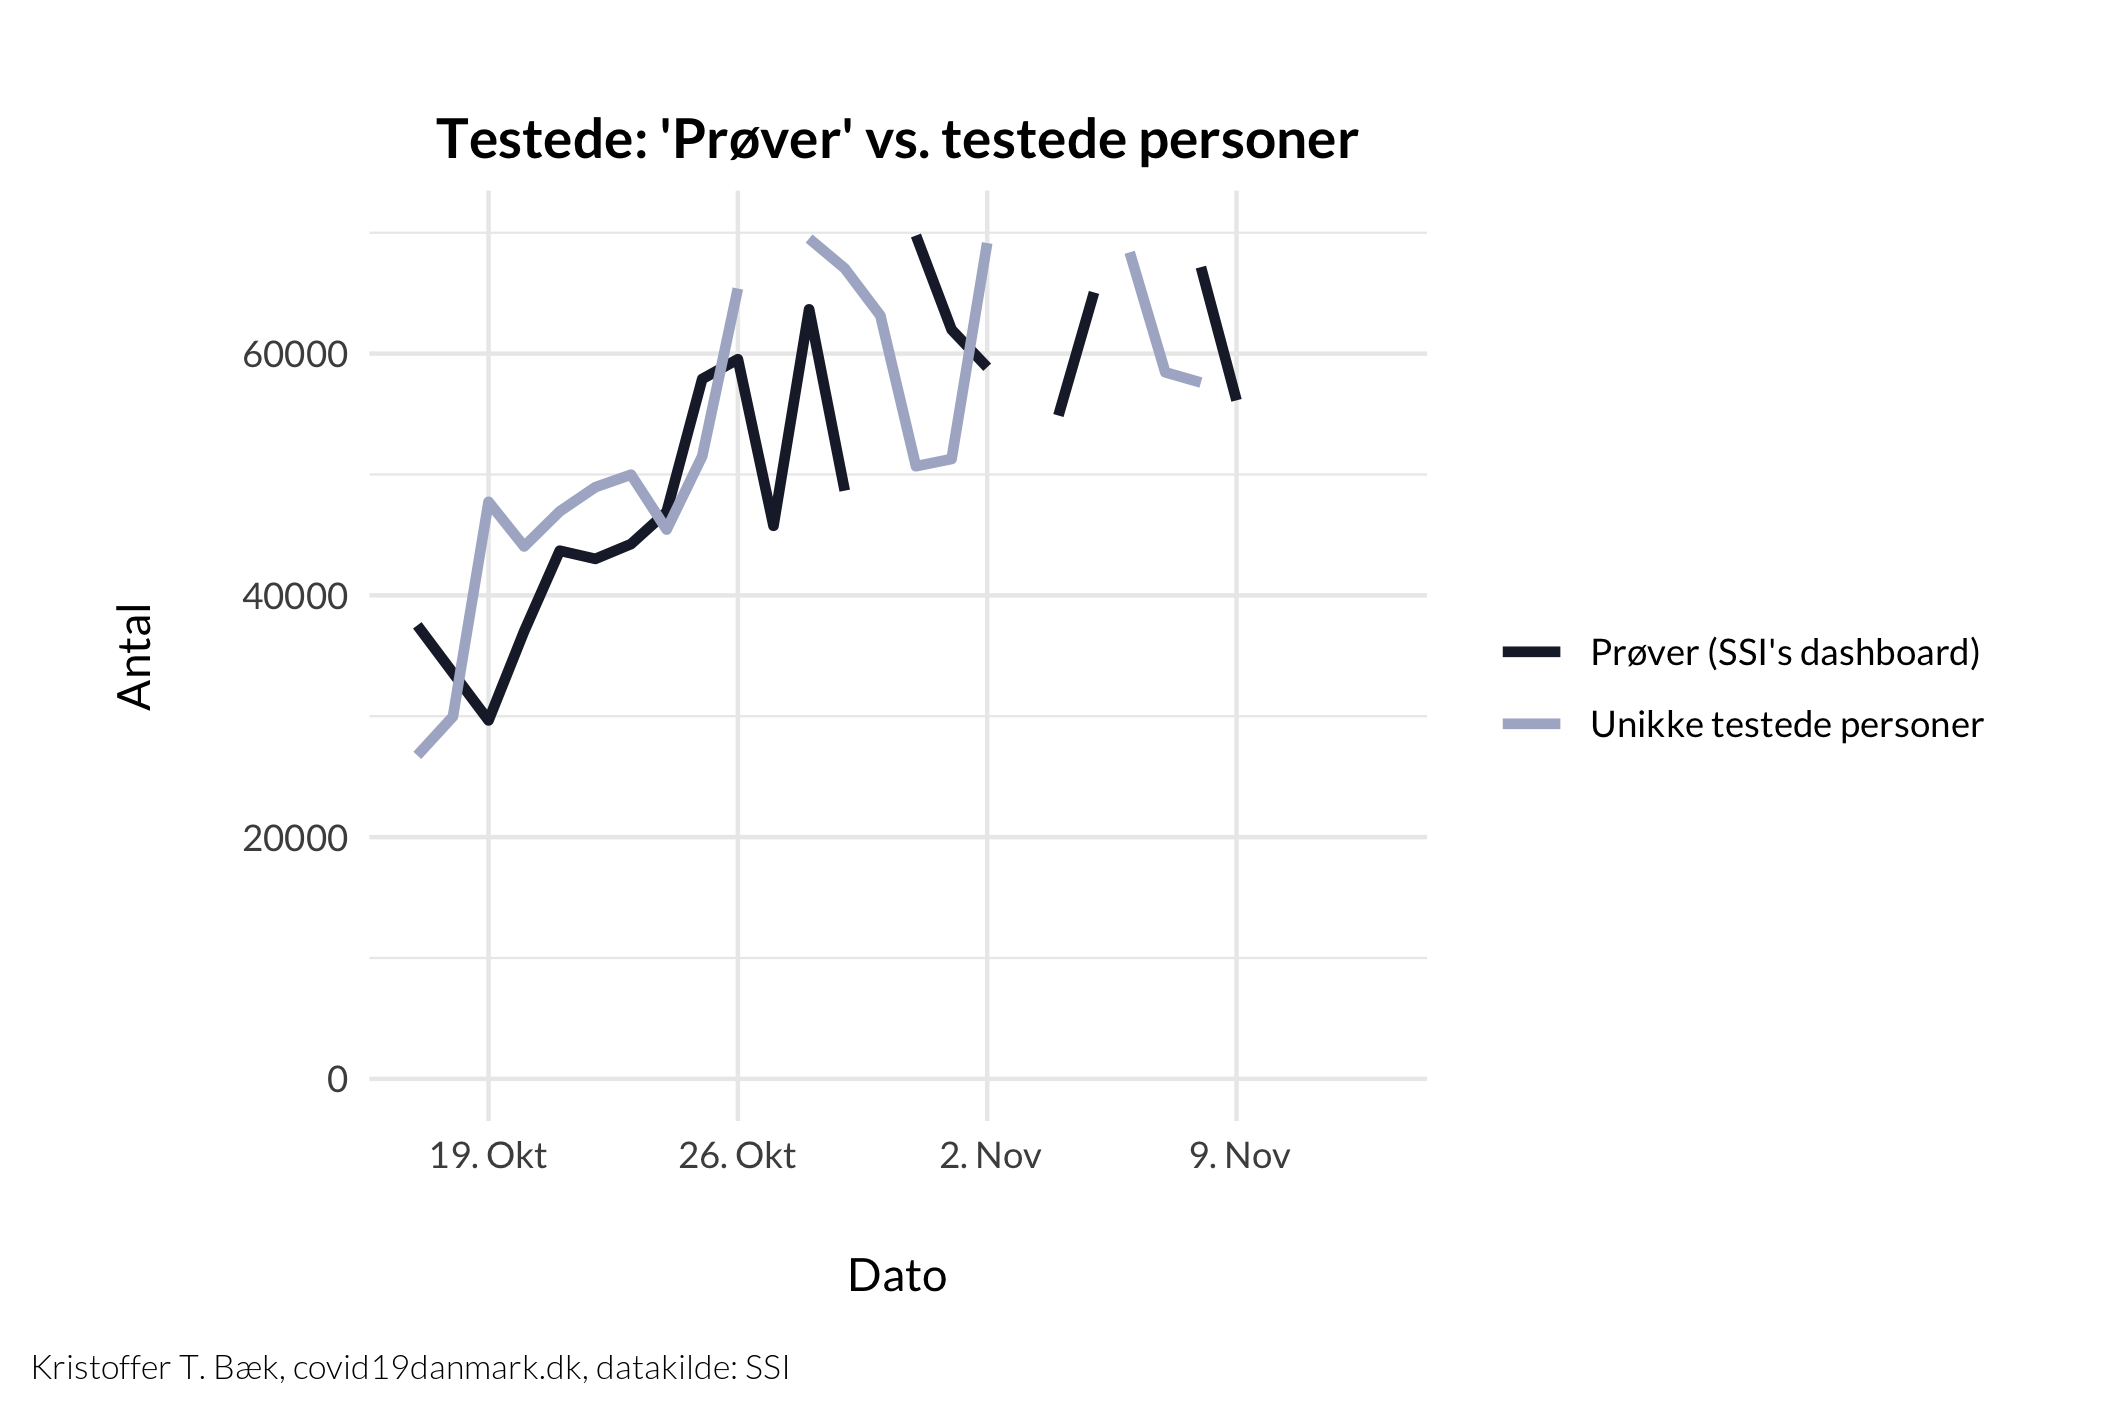 Testede: 'Prøver' vs. testede personer
Antal
60000
40000
20000
0
19. Okt
26. Okt
2. Nov
9. Nov
Dato
Prøver (SSI's dashboard)
Unikke testede personer
Kristoffer T. Bæk, covid19danmark.dk, datakilde: SSI